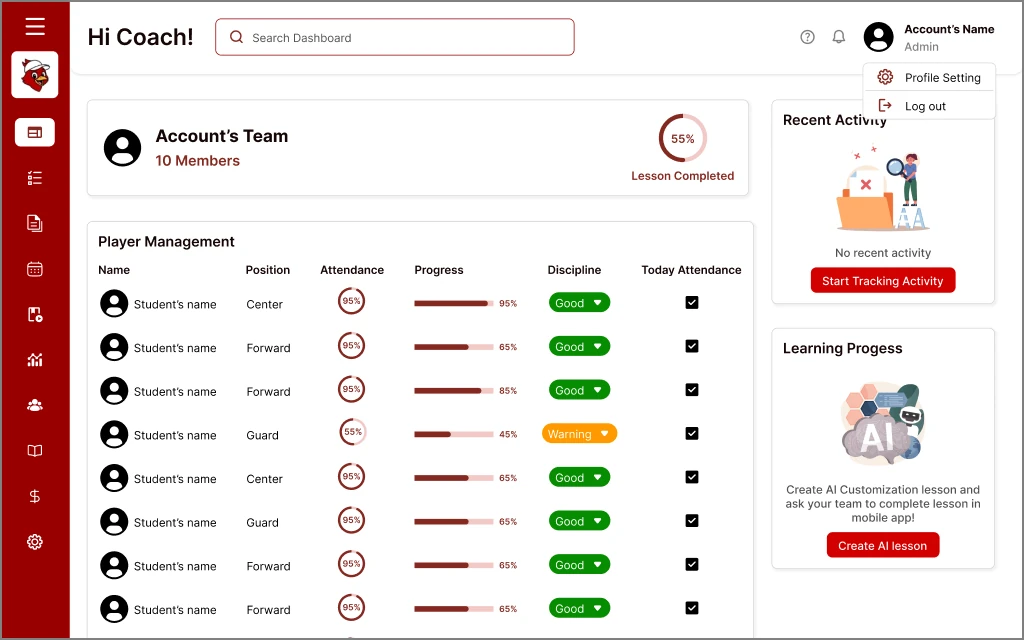 Hi Coach!
Search Dashboard
Account's Name
Admin
Profile Setting
Log out
Account's Team
10 Members
55%
Lesson Completed
Recent Activity
AA
No recent activity
Start Tracking Activity
Player Management
Name Position Attendance Progress Discipline Today Attendance
Student's name Center 95% 95% Good
Student's name Forward 95% 65% Good
Student's name Forward 95% 85% Good
Student's name Guard 55% 45% Warning
Student's name Center 95% 65% Good
Student's name Guard 95% 65% Good
Student's name Forward 95% 65% Good
Student's name Forward 95% 65% Good
Learning Progess
AI
Create AI Customization lesson and
ask your team to complete lesson in
mobile app!
Create AI lesson